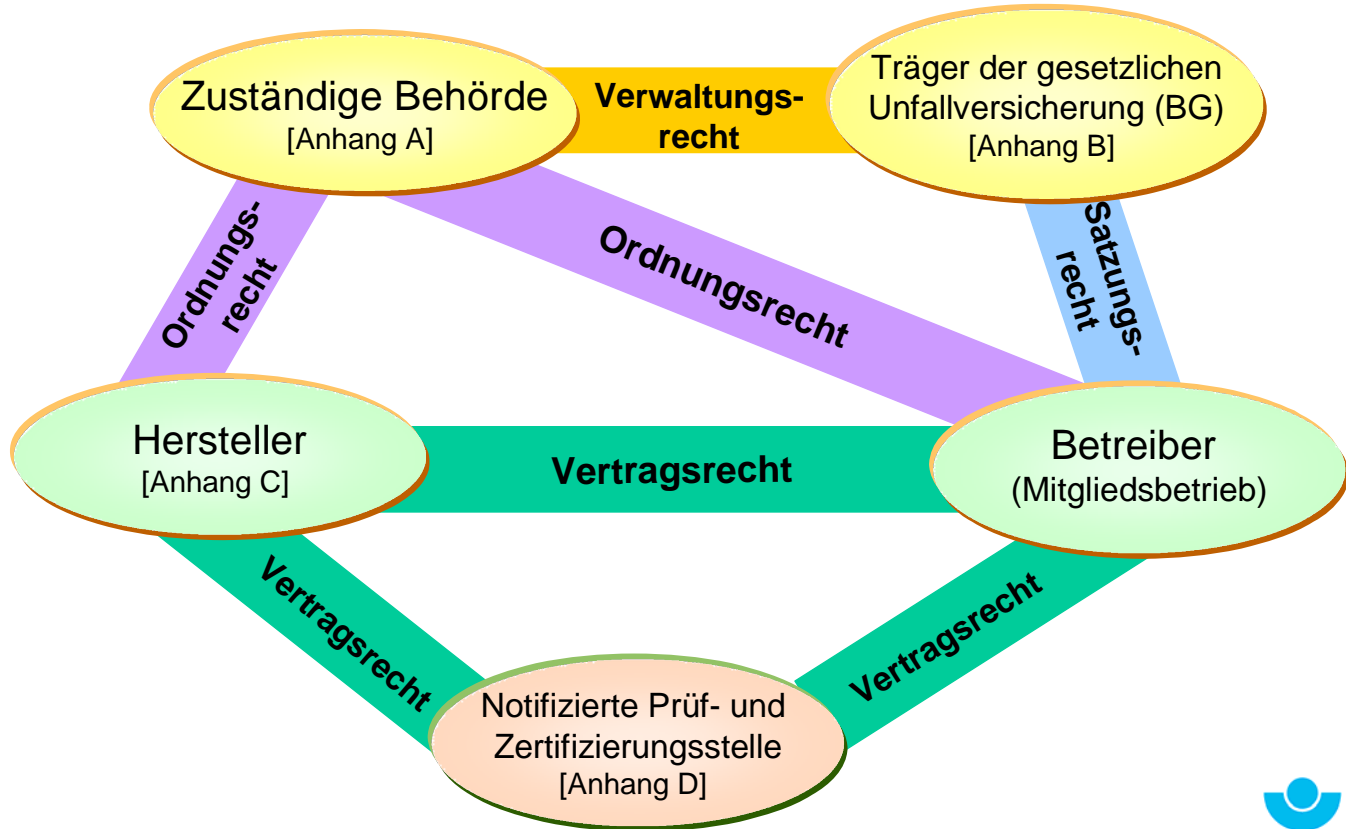 Zuständige Behörde
[Anhang A]
Verwaltungs-
recht
Träger der gesetzlichen
Unfallversicherung (BG)
[Anhang B]
Ordnungs-
recht
Ordnungsrecht
Satzungs-
recht
Hersteller
[Anhang C]
Vertragsrecht
Betreiber
(Mitgliedsbetrieb)
Vertragsrecht
Vertragsrecht
Notifizierte Prüf- und
Zertifizierungsstelle
[Anhang D]